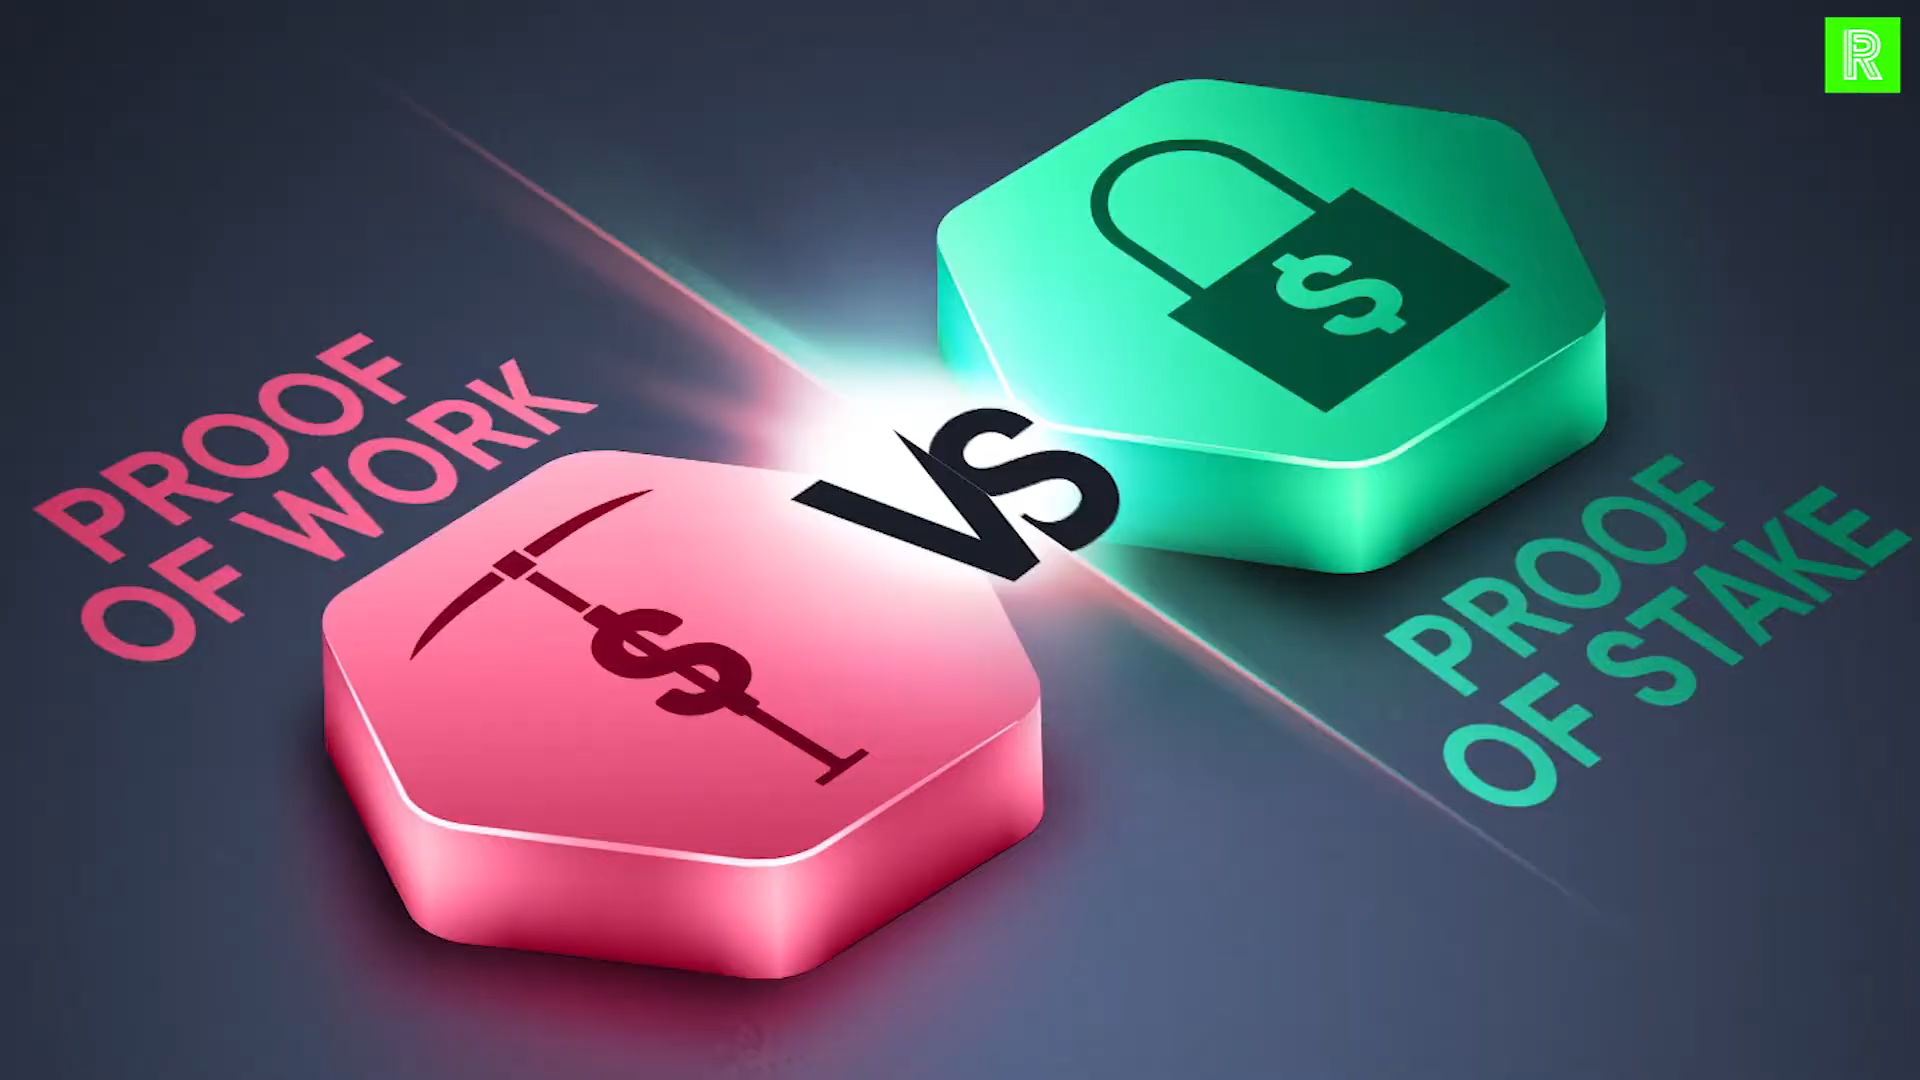 PROOF
OF WORK
$
VS
$
PROOF
OF STAKE
R